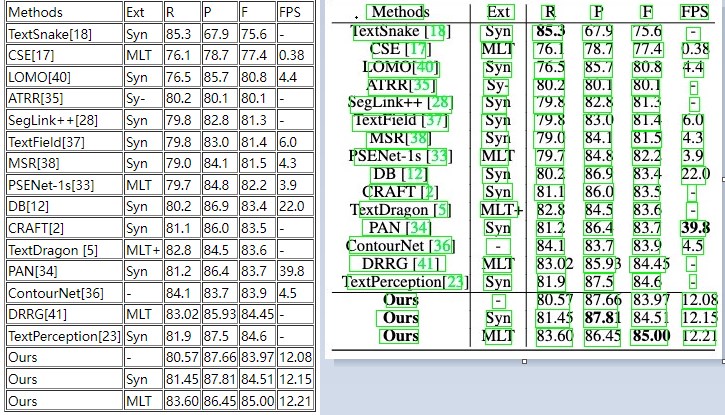 Methods Ext R P F FPS
TextSnake[18] Syn 85.3 67.9 75.6 -
CSE[17] MLT 76.1 78.7 77.4 0.38
LOMO[40] Syn 76.5 85.7 80.8 4.4
ATRR[35] Sy- 80.2 80.1 80.1 -
SegLink++[28] Syn 79.8 82.8 81.3 -
TextField[37] Syn 79.8 83.0 81.4 6.0
MSR[38] Syn 79.0 84.1 81.5 4.3
PSENet-1s[33] MLT 79.7 84.8 82.2 3.9
DB[12] Syn 80.2 86.9 83.4 22.0
CRAFT[2] Syn 81.1 86.0 83.5 -
TextDragon [5] MLT+ 82.8 84.5 83.6 -
PAN[34] Syn 81.2 86.4 83.7 39.8
ContourNet[36] - 84.1 83.7 83.9 4.5
DRRG[41] MLT 83.02 85.93 84.45 -
TextPerception[23] Syn 81.9 87.5 84.6 -
Ours - 80.57 87.66 83.97 12.08
Ours Syn 81.45 87.81 84.51 12.15
Ours MLT 83.60 86.45 85.00 12.21
Methods Ext R P F FPS
TextSnake [18] Syn 85.3 67.9 75.6 -
CSE [17] MLT 76.1 78.7 77.4 0.38
LOMO[40] Syn 76.5 85.7 80.8 4.4
ATRR[35] Sy- 80.2 80.1 80.1 -
SegLink++ [28] Syn 79.8 82.8 81.3 -
TextField [37] Syn 79.8 83.0 81.4 6.0
MSR[38] Syn 79.0 84.1 81.5 4.3
PSENet-1s [33] MLT 79.7 84.8 82.2 3.9
DB [12] Syn 80.2 86.9 83.4 22.0
CRAFT [2] Syn 81.1 86.0 83.5 -
TextDragon [5] MLT+ 82.8 84.5 83.6 -
PAN [34] Syn 81.2 86.4 83.7 39.8
ContourNet [36] - 84.1 83.7 83.9 4.5
DRRG [41] MLT 83.02 85.93 84.45 -
TextPerception[23] Syn 81.9 87.5 84.6 -
Ours - 80.57 87.66 83.97 12.08
Ours Syn 81.45 87.81 84.51 12.15
Ours MLT 83.60 86.45 85.00 12.21